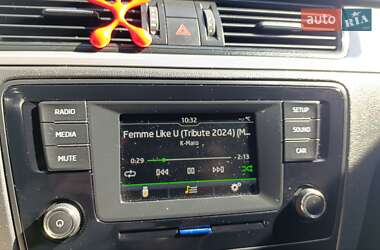 auto RIA
10:32
--°C
RADIO
MEDIA
MUTE
Femme Like U (Tribute 2024) (M...
K-Maro
0:29
-2:13
SETUP
SOUND
CAR